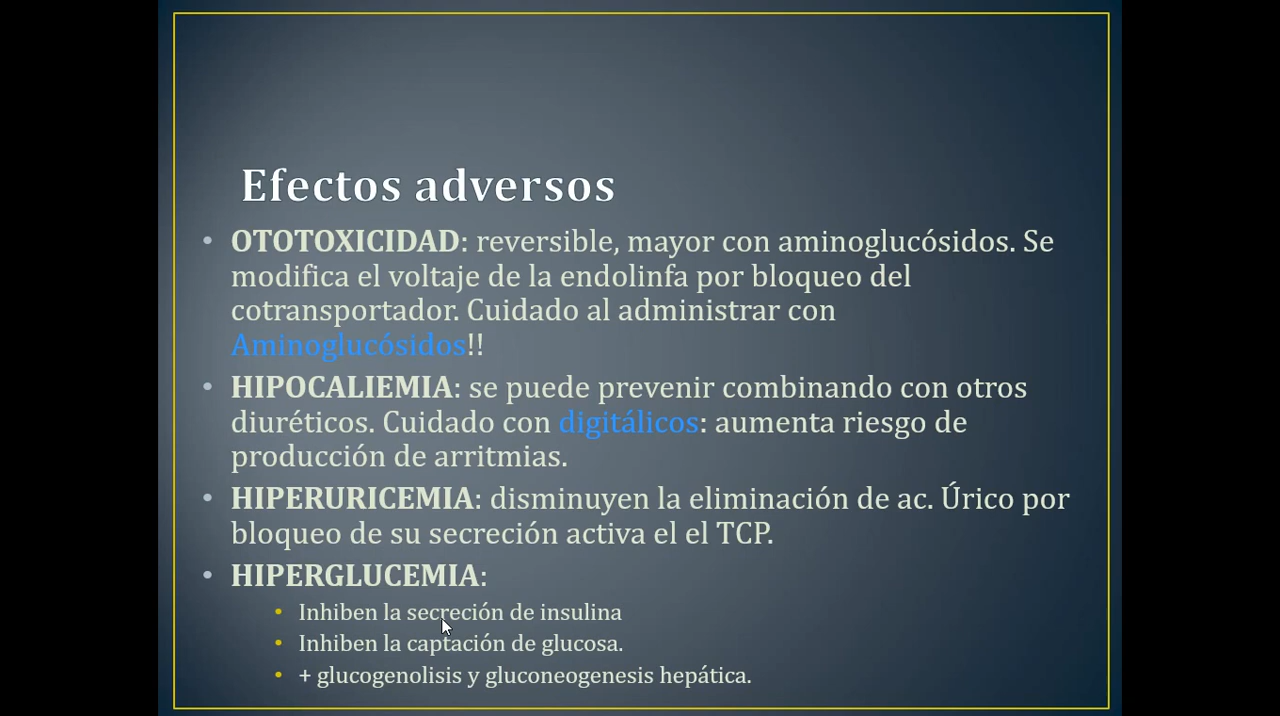 Efectos adversos
• OTOTOXICIDAD: reversible, mayor con aminoglucósidos. Se
modifica el voltaje de la endolinfa por bloqueo del
cotransportador. Cuidado al administrar con
Aminoglucósidos!!
• HIPOCALIEMIA: se puede prevenir combinando con otros
diuréticos. Cuidado con digitálicos: aumenta riesgo de
producción de arritmias.
• HIPERURICEMIA: disminuyen la eliminación de ac. Úrico por
bloqueo de su secreción activa el el TCP.
• HIPERGLUCEMIA:
• Inhiben la secreción de insulina
• Inhiben la captación de glucosa.
• + glucogenolisis y gluconeogenesis hepática.